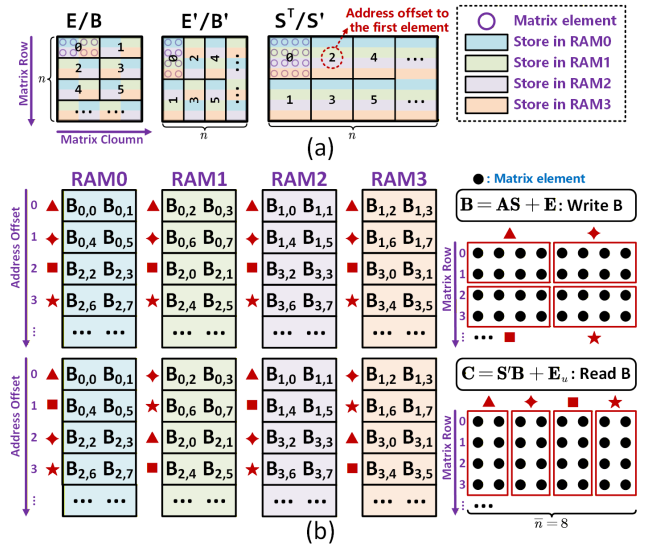 E/B
E'/B'
S^T/S'
Address offset to
the first element
Matrix element
Store in RAM0
Store in RAM1
Store in RAM2
Store in RAM3
Matrix Row
n
0 1
2 3
4 5
... ...
0 2 4 ...
1 3 5 ...
0 2 4 ...
1 3 5 ...
Matrix Cloumn
n
n
(a)
RAM0 RAM1 RAM2 RAM3
Address Offset
0 B0,0 B0,1 B0,2 B0,3 B1,0 B1,1 B1,2 B1,3
1 B0,4 B0,5 B0,6 B0,7 B1,4 B1,5 B1,6 B1,7
2 B2,2 B2,3 B2,0 B2,1 B3,2 B3,3 B3,0 B3,1
3 B2,6 B2,7 B2,4 B2,5 B3,6 B3,7 B3,4 B3,5
... ... ... ... ... ... ... ... ...
: Matrix element
B = AS + E : Write B
Matrix Row
0
1
2
3
...
Address Offset
0 B0,0 B0,1 B0,2 B0,3 B1,0 B1,1 B1,2 B1,3
1 B0,4 B0,5 B0,6 B0,7 B1,4 B1,5 B1,6 B1,7
2 B2,2 B2,3 B2,0 B2,1 B3,2 B3,3 B3,0 B3,1
3 B2,6 B2,7 B2,4 B2,5 B3,6 B3,7 B3,4 B3,5
... ... ... ... ... ... ... ... ...
C = S'B + Eu : Read B
Matrix Row
0
1
2
3
...
n̄ = 8
(b)